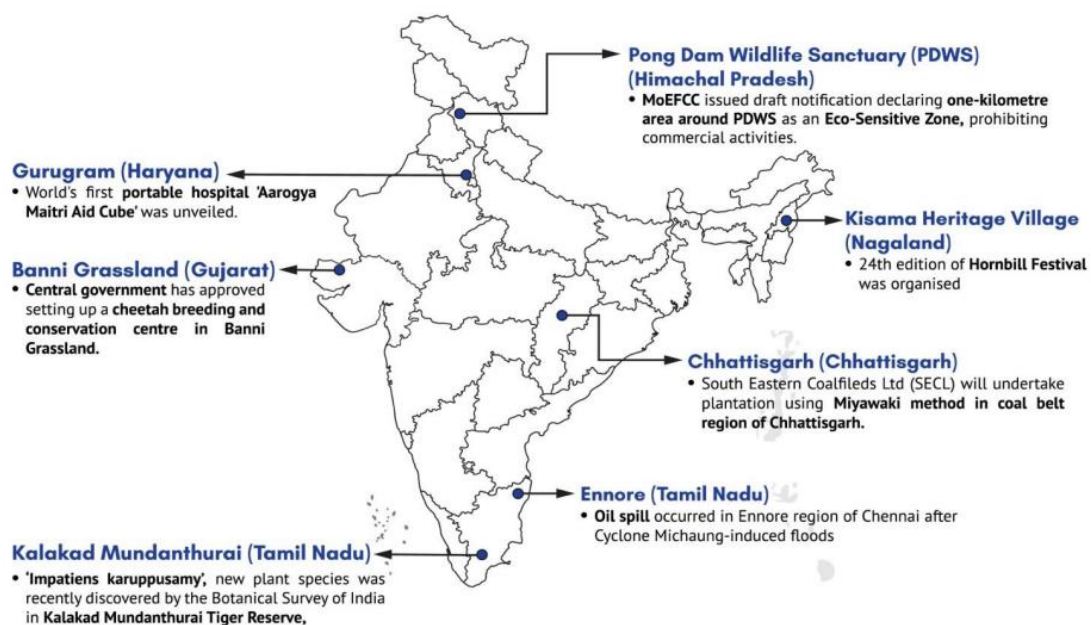 Pong Dam Wildlife Sanctuary (PDWS)
(Himachal Pradesh)
• MoEFCC issued draft notification declaring one-kilometre
area around PDWS as an Eco-Sensitive Zone, prohibiting
commercial activities.
Gurugram (Haryana)
• World's first portable hospital 'Aarogya
Maitri Aid Cube' was unveiled.
Kisama Heritage Village
(Nagaland)
• 24th edition of Hornbill Festival
was organised
Banni Grassland (Gujarat)
• Central government has approved
setting up a cheetah breeding and
conservation centre in Banni
Grassland.
Chhattisgarh (Chhattisgarh)
• South Eastern Coalfileds Ltd (SECL) will undertake
plantation using Miyawaki method in coal belt
region of Chhattisgarh.
Ennore (Tamil Nadu)
• Oil spill occurred in Ennore region of Chennai after
Cyclone Michaung-induced floods
Kalakad Mundanthurai (Tamil Nadu)
• 'Impatiens karuppusamy', new plant species was
recently discovered by the Botanical Survey of India
in Kalakad Mundanthurai Tiger Reserve,